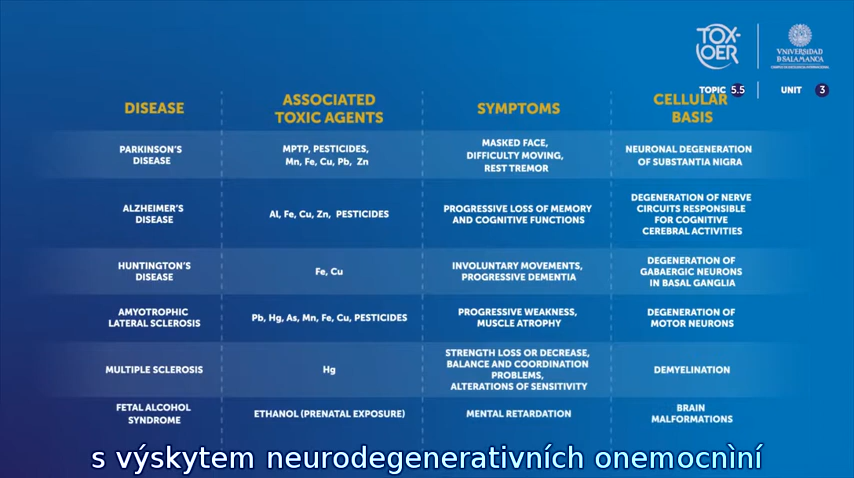 TOX-
OER
VNIVERSIDAD
D SALAMANCA
TOPIC 5.5 UNIT 3
DISEASE
ASSOCIATED
TOXIC AGENTS
SYMPTOMS
CELLULAR
BASIS
PARKINSON'S
DISEASE
MPTP, PESTICIDES,
Mn, Fe, Cu, Pb, Zn
MASKED FACE,
DIFFICULTY MOVING,
REST TREMOR
NEURONAL DEGENERATION
OF SUBSTANTIA NIGRA
ALZHEIMER'S
DISEASE
Al, Fe, Cu, Zn, PESTICIDES
PROGRESSIVE LOSS OF MEMORY
AND COGNITIVE FUNCTIONS
DEGENERATION OF NERVE
CIRCUITS RESPONSIBLE
FOR COGNITIVE
CEREBRAL ACTIVITIES
HUNTINGTON'S
DISEASE
Fe, Cu
INVOLUNTARY MOVEMENTS,
PROGRESSIVE DEMENTIA
DEGENERATION OF
GABAERGIC NEURONS
IN BASAL GANGLIA
AMYOTROPHIC
LATERAL SCLEROSIS
Pb, Hg, As, Mn, Fe, Cu, PESTICIDES
PROGRESSIVE WEAKNESS,
MUSCLE ATROPHY
DEGENERATION OF
MOTOR NEURONS
MULTIPLE SCLEROSIS
Hg
STRENGTH LOSS OR DECREASE,
BALANCE AND COORDINATION
PROBLEMS,
ALTERATIONS OF SENSITIVITY
DEMYELINATION
FETAL ALCOHOL
SYNDROME
ETHANOL (PRENATAL EXPOSURE)
MENTAL RETARDATION
BRAIN
MALFORMATIONS
s výskytem neurodegenerativních onemocnìní